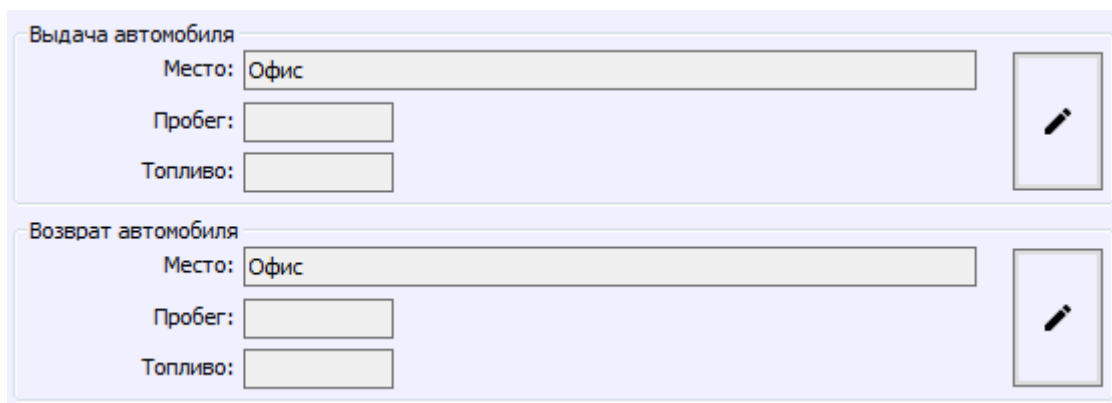 Выдача автомобиля
Место: Офис
Пробег:
Топливо:
Возврат автомобиля
Место: Офис
Пробег:
Топливо: